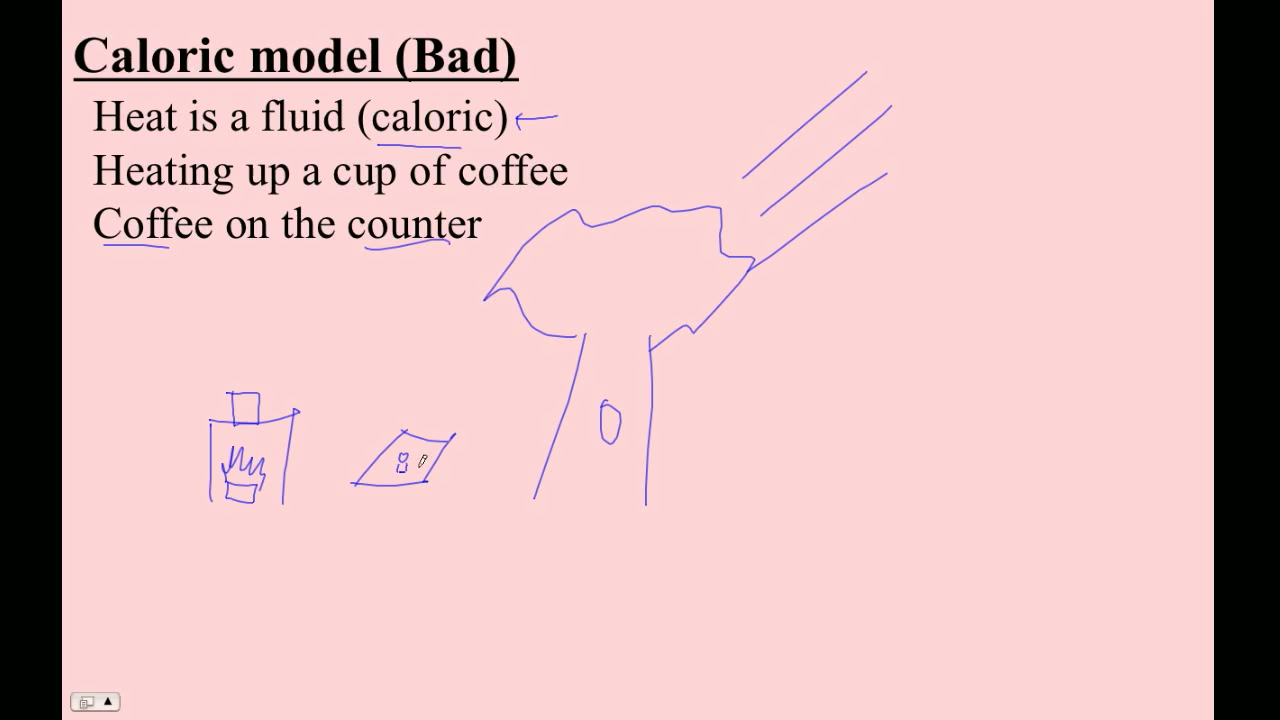 Caloric model (Bad)
Heat is a fluid (caloric)
Heating up a cup of coffee
Coffee on the counter